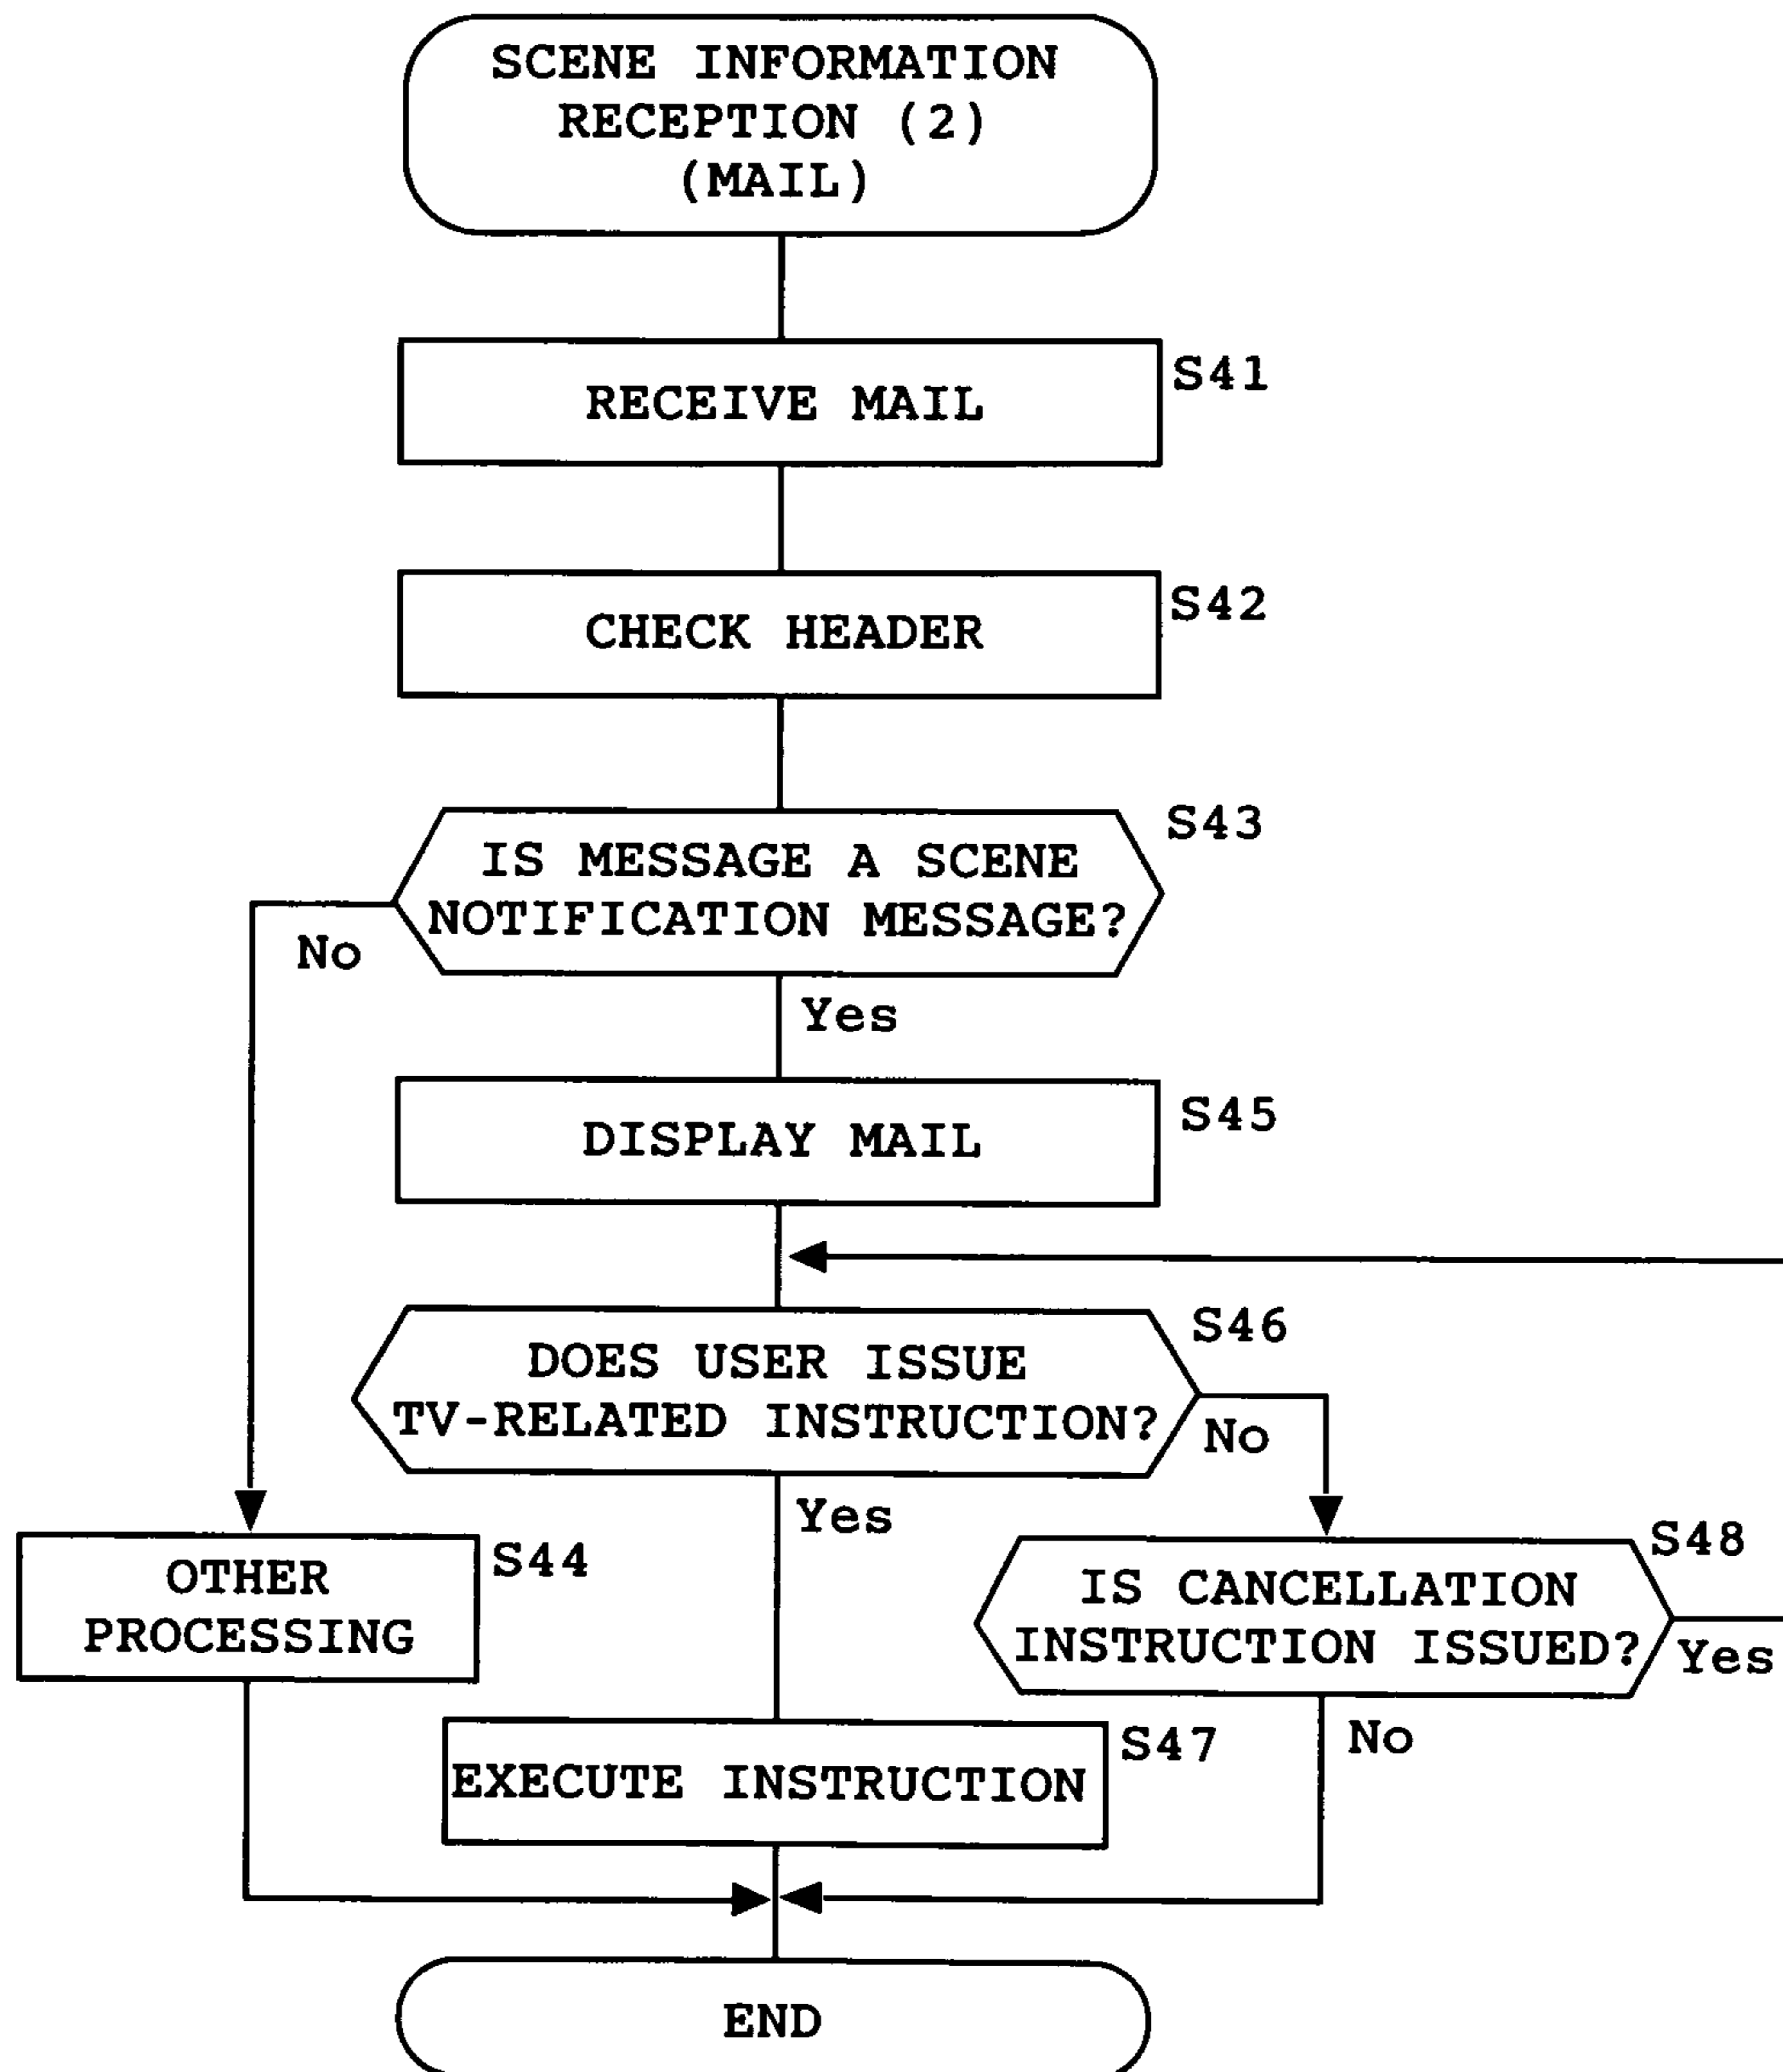 SCENE INFORMATION
RECEPTION (2)
(MAIL)
RECEIVE MAIL
S41
CHECK HEADER
S42
S43
IS MESSAGE A SCENE
NOTIFICATION MESSAGE?
No
Yes
DISPLAY MAIL
S45
S46
DOES USER ISSUE
TV-RELATED INSTRUCTION?
No
Yes
OTHER
PROCESSING
S44
S48
IS CANCELLATION
INSTRUCTION ISSUED?
Yes
No
EXECUTE INSTRUCTION
S47
END